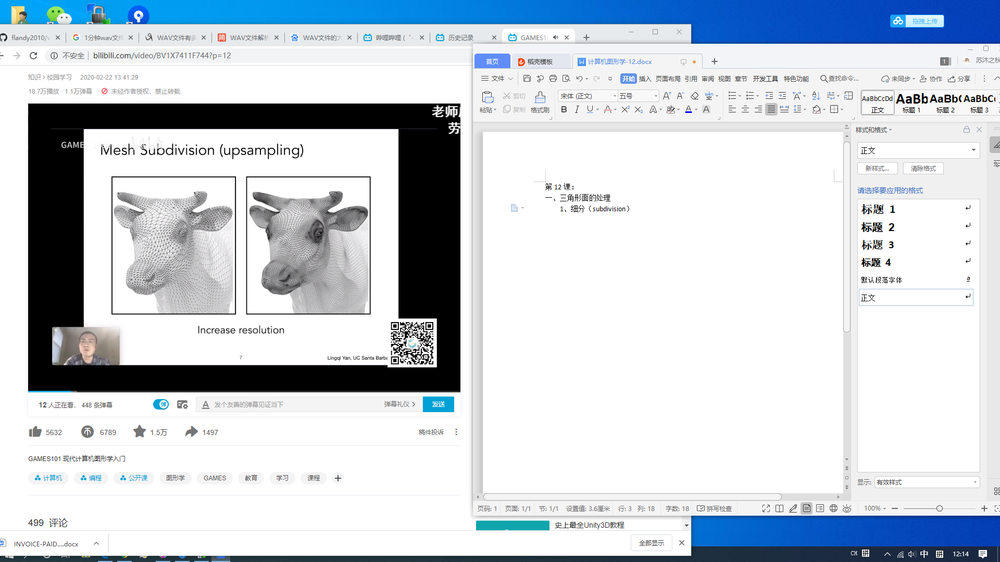 拖拽上传
flandy2010/v
1分钟wav文件
WAV文件有多
WAV文件解析
WAV文件的大
哔哩哔哩 ( ゜-
历史记录
GAMES1
不安全 bilibili.com/video/BV1X7411F744?p=12
知识 > 校园学习 2020-02-22 13:41:29
18.7万播放 · 1.1万弹幕 未经作者授权，禁止转载
老师
劳
GAME
Mesh Subdivision (upsampling)
Increase resolution
7
Lingqi Yan, UC Santa Barba
12 人正在看， 448 条弹幕
弹
发个友善的弹幕见证当下
弹幕礼仪 >
发送
5632
6789
1.5万
1497
稿件投诉
GAMES101 现代计算机图形学入门
计算机
编程
公开课
图形学
GAMES
教育
学习
课程
499 评论
史上最全Unity3D教程
INVOICE-PAID....docx
全部显示
首页
稻壳模板
计算机图形学-12.docx
1
苏沐之秋
文件
开始 插入 页面布局 引用 审阅 视图 章节 开发工具 特色功能
查找命令...
未同步 协作 分享
粘贴
剪切
复制
格式刷
宋体 (正文)
五号
AaBbCcDd
正文
AaBb
标题 1
AaBb(
标题 2
AaBbC
标题 3
第 12 课：
一、三角形面的处理
1、细分（subdivision）
样式和格式
正文
新样式... 清除格式
请选择要应用的格式
标题 1
标题 2
标题 3
标题 4
默认段落字体 a
正文
显示: 有效样式
页码: 1 页面: 1/1 节: 1/1 设置值: 3.6厘米 行: 3 列: 18 字数: 18 拼写检查
100%
CH 拼
中 拼 12:14